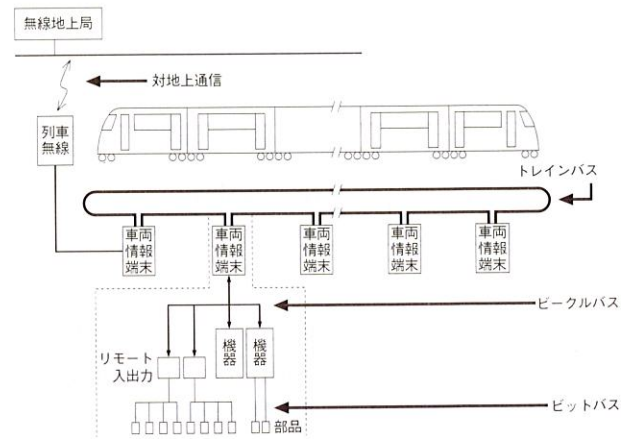 無線地上局
対地上通信
列車
無線
トレインバス
車両
情報
端末
車両
情報
端末
車両
情報
端末
車両
情報
端末
車両
情報
端末
ビークルバス
機器
機器
リモート
入出力
ビットバス
部品